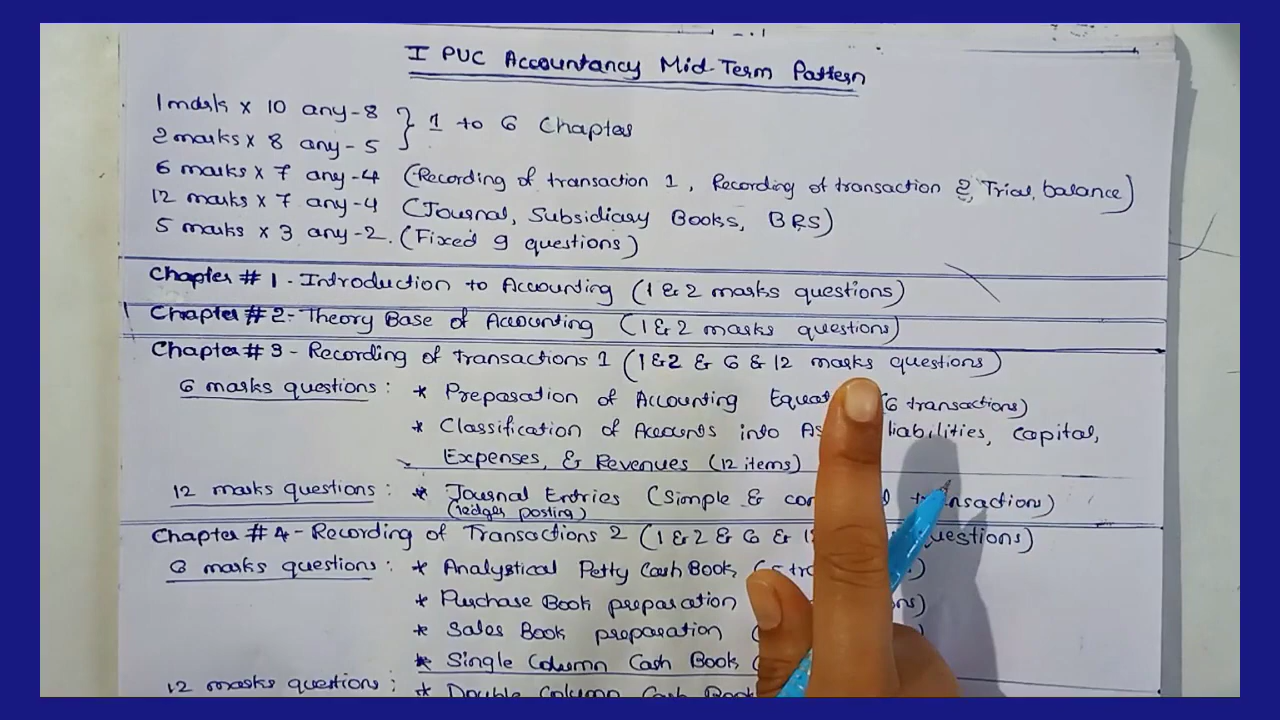 I PUC Accountancy Mid-Term Pattern
1 mark x 10 any-8 } 1 to 6 Chapter
2 marks x 8 any-5
6 marks x 7 any-4 (Recording of transaction 1, Recording of transaction 2, Trial balance)
12 marks x 7 any-4 (Journal, Subsidiary Books, BRS)
5 marks x 3 any-2. (Fixed 9 questions)
Chapter # 1 - Introduction to Accounting (1 & 2 marks questions)
Chapter # 2 - Theory Base of Accounting (1 & 2 marks questions)
Chapter # 3 - Recording of transactions 1 (1 & 2 & 6 & 12 marks questions)
6 marks questions : * Preparation of Accounting (6 transactions)
* Classification of Accounts into Capital,
Expenses, & Revenues (12 items)
12 marks questions : * Journal Entries (Simple &
(ledger posting)
Chapter # 4 - Recording of Transactions 2 (1 & 2 & 6 &
6 marks questions : * Analytical Petty Cash Book
* Purchase Book preparation
* Sales Book preparation
* Single Column Cash Book
12 marks questions : * Double Column Cash Book